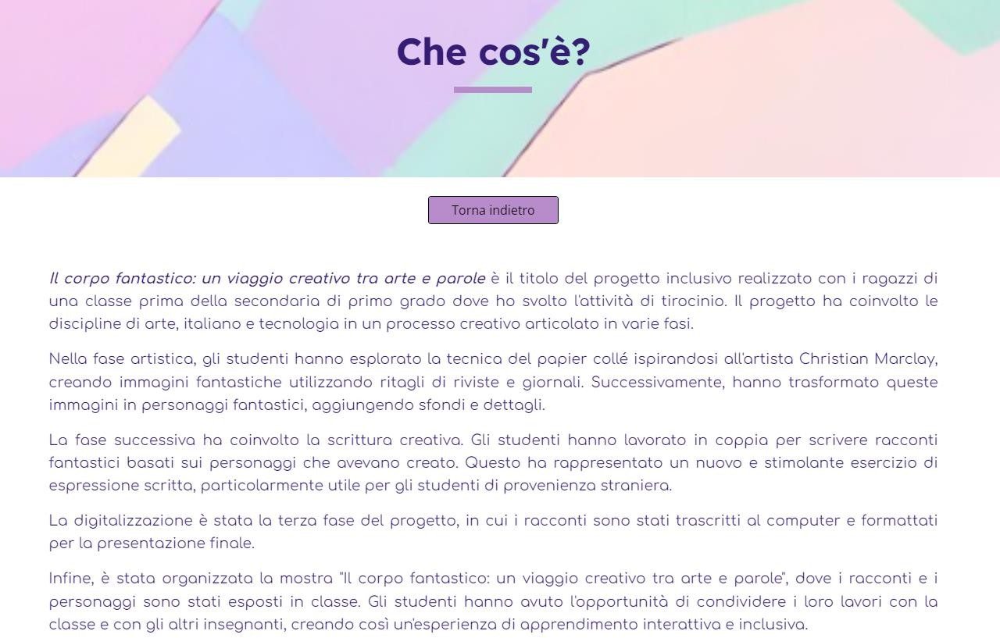 Che cos'è?
Torna indietro
Il corpo fantastico: un viaggio creativo tra arte e parole è il titolo del progetto inclusivo realizzato con i ragazzi di
una classe prima della secondaria di primo grado dove ho svolto l'attività di tirocinio. Il progetto ha coinvolto le
discipline di arte, italiano e tecnologia in un processo creativo articolato in varie fasi.
Nella fase artistica, gli studenti hanno esplorato la tecnica del papier collé ispirandosi all'artista Christian Marclay,
creando immagini fantastiche utilizzando ritagli di riviste e giornali. Successivamente, hanno trasformato queste
immagini in personaggi fantastici, aggiungendo sfondi e dettagli.
La fase successiva ha coinvolto la scrittura creativa. Gli studenti hanno lavorato in coppia per scrivere racconti
fantastici basati sui personaggi che avevano creato. Questo ha rappresentato un nuovo e stimolante esercizio di
espressione scritta, particolarmente utile per gli studenti di provenienza straniera.
La digitalizzazione è stata la terza fase del progetto, in cui i racconti sono stati trascritti al computer e formattati
per la presentazione finale.
Infine, è stata organizzata la mostra "Il corpo fantastico: un viaggio creativo tra arte e parole", dove i racconti e i
personaggi sono stati esposti in classe. Gli studenti hanno avuto l'opportunità di condividere i loro lavori con la
classe e con gli altri insegnanti, creando così un'esperienza di apprendimento interattiva e inclusiva.